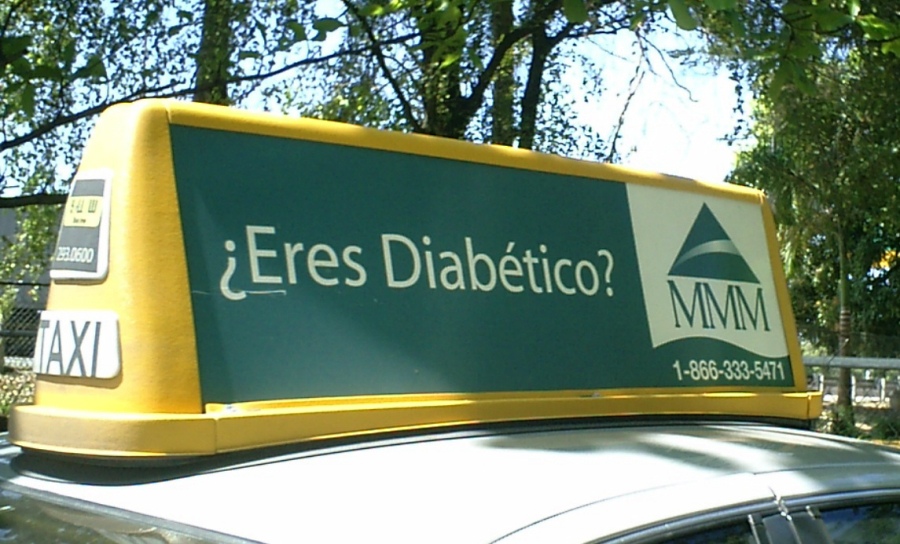 293.0600
TAXI
¿Eres Diabético?
MMM
1-866-333-5471